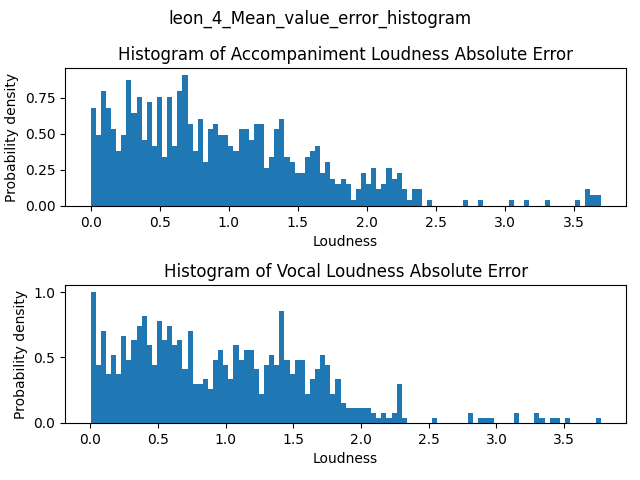 leon_4_Mean_value_error_histogram
Histogram of Accompaniment Loudness Absolute Error
Probability density
0.75
0.50
0.25
0.00
0.0 0.5 1.0 1.5 2.0 2.5 3.0 3.5
Loudness
Histogram of Vocal Loudness Absolute Error
Probability density
1.0
0.5
0.0
0.0 0.5 1.0 1.5 2.0 2.5 3.0 3.5
Loudness